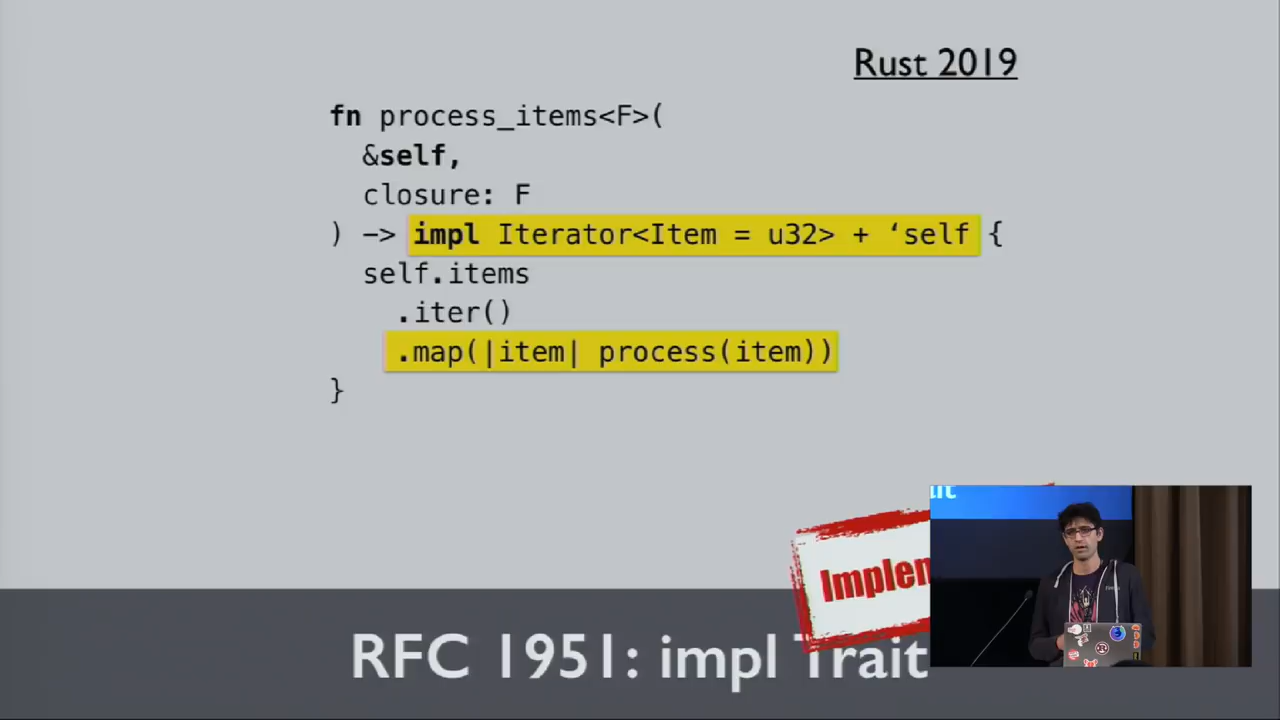 Rust 2019
fn process_items<F>(
&self,
closure: F
) -> impl Iterator<Item = u32> + ‘self {
self.items
.iter()
.map(|item| process(item))
}
RFC 1951: impl Trait